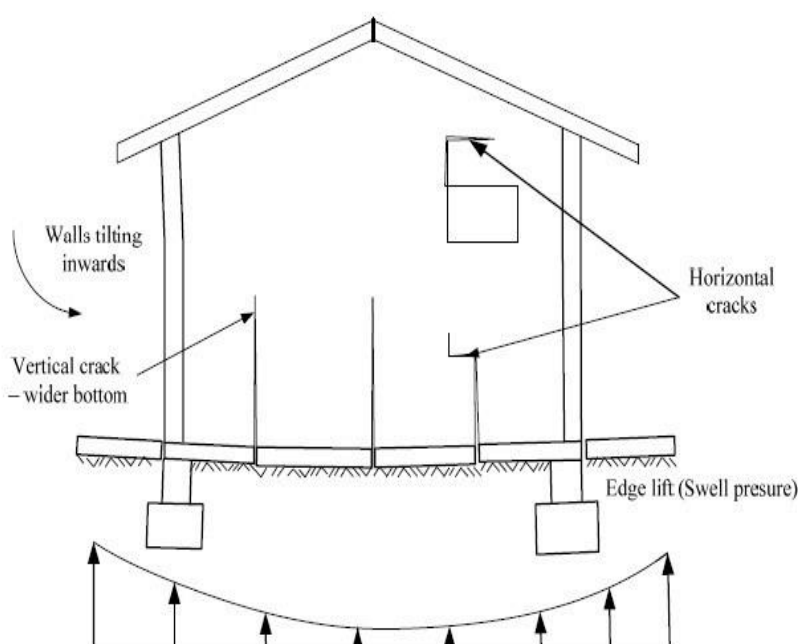 Walls tilting
inwards
Horizontal
cracks
Vertical crack
– wider bottom
Edge lift (Swell presure)